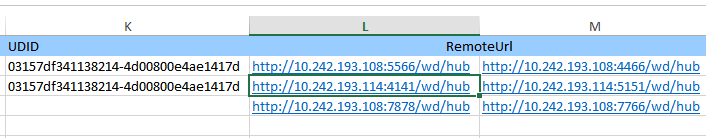 K L M
UDID RemoteUrl
03157df341138214-4d00800e4ae1417d http://10.242.193.108:5566/wd/hub http://10.242.193.108:4466/wd/hub
03157df341138214-4d00800e4ae1417d http://10.242.193.114:4141/wd/hub http://10.242.193.114:5151/wd/hub
http://10.242.193.108:7878/wd/hub http://10.242.193.108:7766/wd/hub